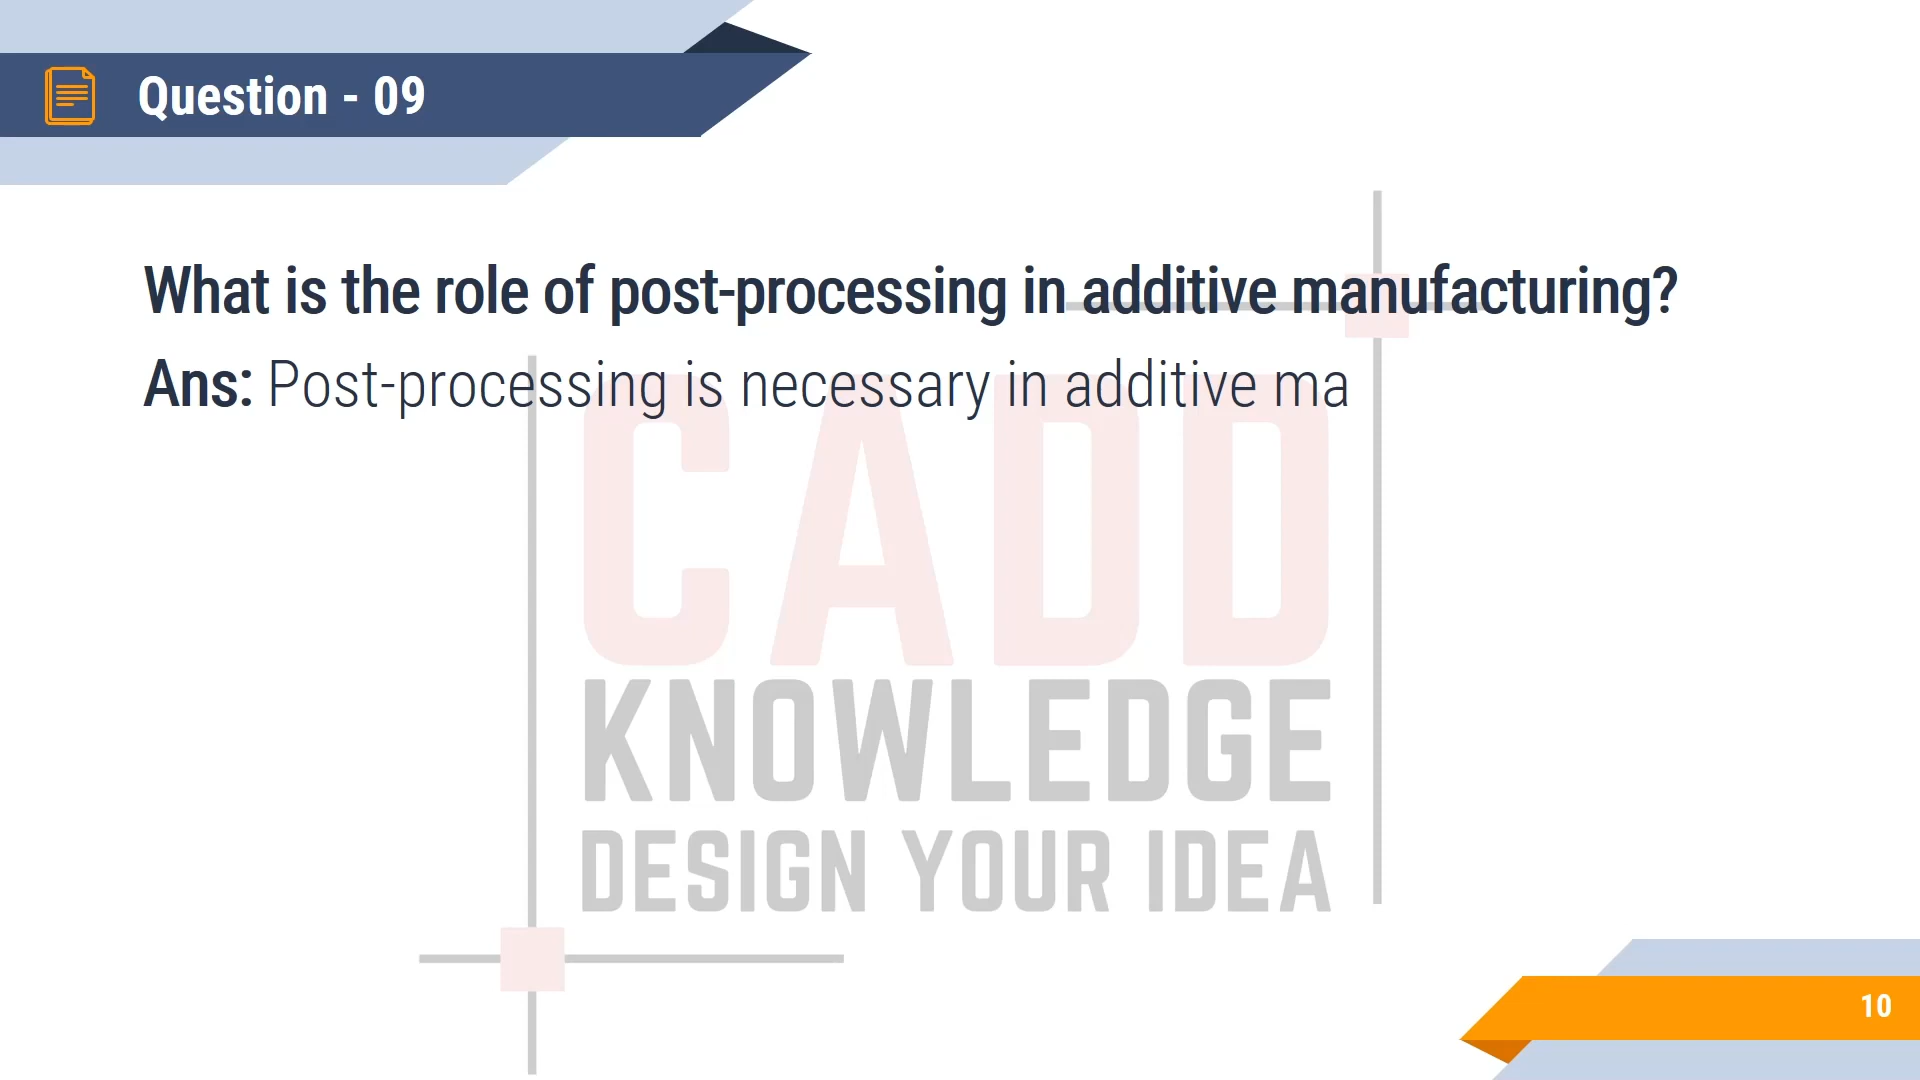 Question - 09
What is the role of post-processing in additive manufacturing?
Ans: Post-processing is necessary in additive ma
CADD
KNOWLEDGE
DESIGN YOUR IDEA
10